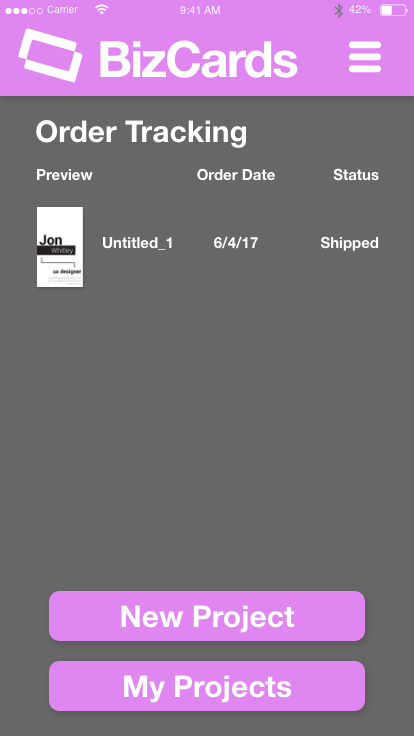 Carrier 9:41 AM 42%
BizCards
Order Tracking
Preview Order Date Status
Jon
Whitley
ux designer
Untitled_1 6/4/17 Shipped
New Project
My Projects